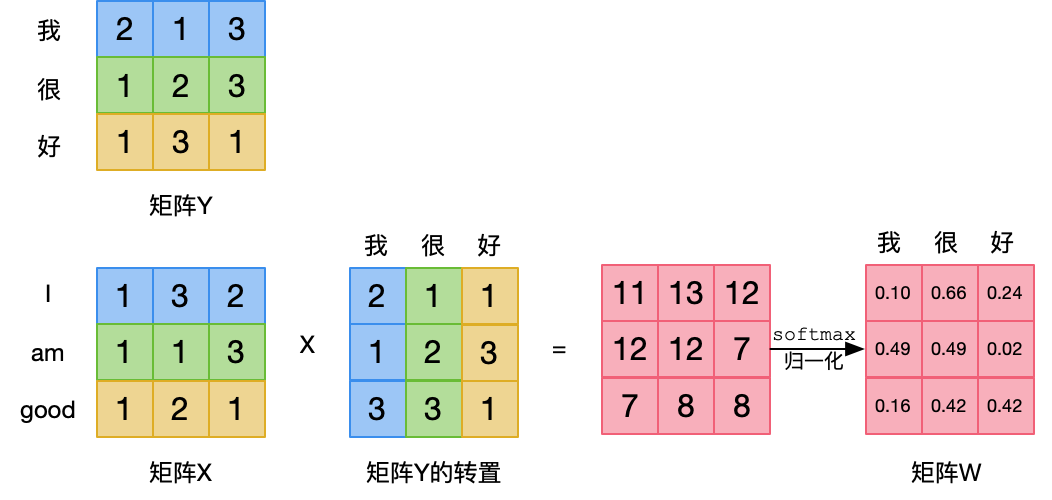 我 2 1 3
很 1 2 3
好 1 3 1
矩阵Y
我 很 好
我 很 好
I 1 3 2
am 1 1 3
good 1 2 1
X
2 1 1
1 2 3
3 3 1
=
11 13 12
12 12 7
7 8 8
softmax
归一化
0.10 0.66 0.24
0.49 0.49 0.02
0.16 0.42 0.42
矩阵X
矩阵Y的转置
矩阵W